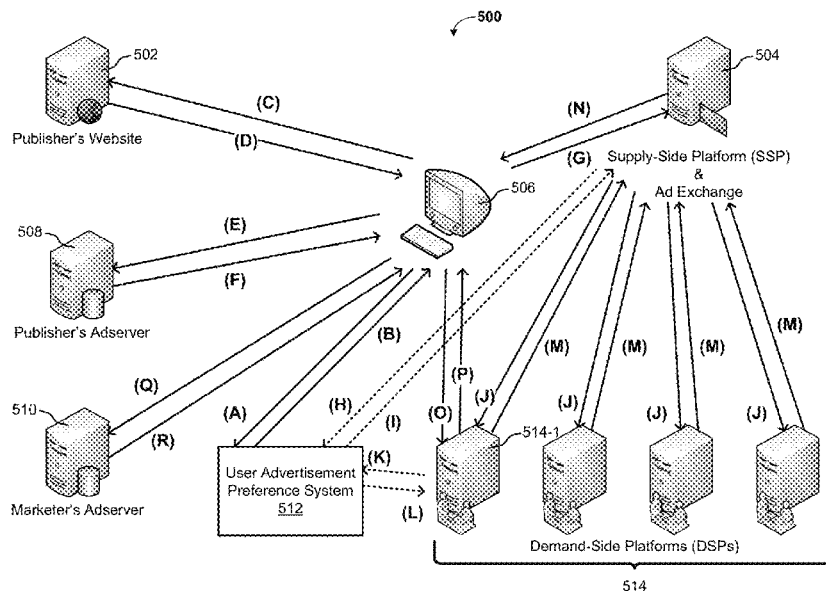 500
502
504
(C)
(N)
Publisher's Website
(D)
(G)
Supply-Side Platform (SSP)
&
Ad Exchange
506
508
(E)
(F)
Publisher's Adserver
(B)
(M)
(M)
(M)
(M)
(Q)
(P)
510
(A)
(H)
(J)
(J)
(J)
(J)
(R)
(I)
(O)
514-1
(K)
User Advertisement
Preference System
512
(L)
Marketer's Adserver
Demand-Side Platforms (DSPs)
514